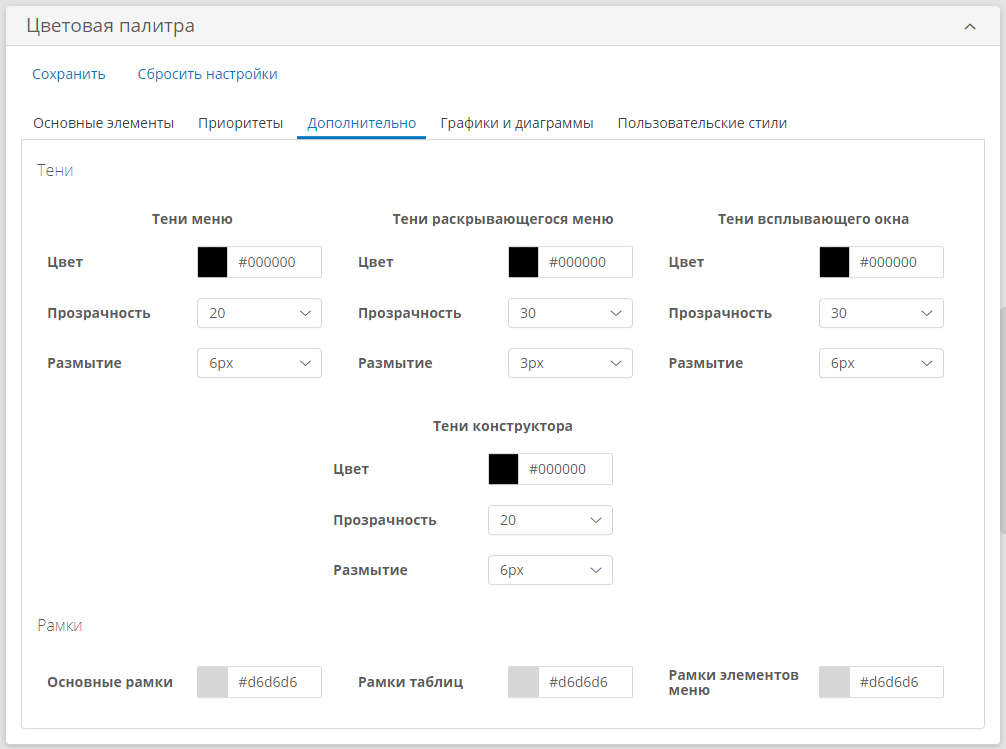 Цветовая палитра
Сохранить Сбросить настройки
Основные элементы Приоритеты Дополнительно Графики и диаграммы Пользовательские стили
Тени
Тени меню Тени раскрывающегося меню Тени всплывающего окна
Цвет #000000 Цвет #000000 Цвет #000000
Прозрачность 20 Прозрачность 30 Прозрачность 30
Размытие 6px Размытие 3px Размытие 6px
Тени конструктора
Цвет #000000
Прозрачность 20
Размытие 6px
Рамки
Основные рамки #d6d6d6 Рамки таблиц #d6d6d6 Рамки элементов меню #d6d6d6